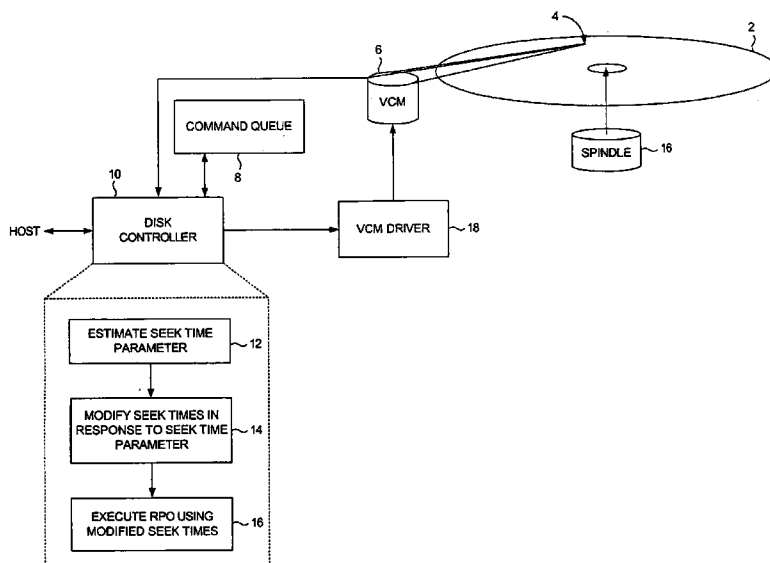 4
2
6
VCM
COMMAND QUEUE
8
SPINDLE
16
10
HOST
DISK
CONTROLLER
VCM DRIVER
18
ESTIMATE SEEK TIME
PARAMETER
12
MODIFY SEEK TIMES IN
RESPONSE TO SEEK TIME
PARAMETER
14
EXECUTE RPO USING
MODIFIED SEEK TIMES
16